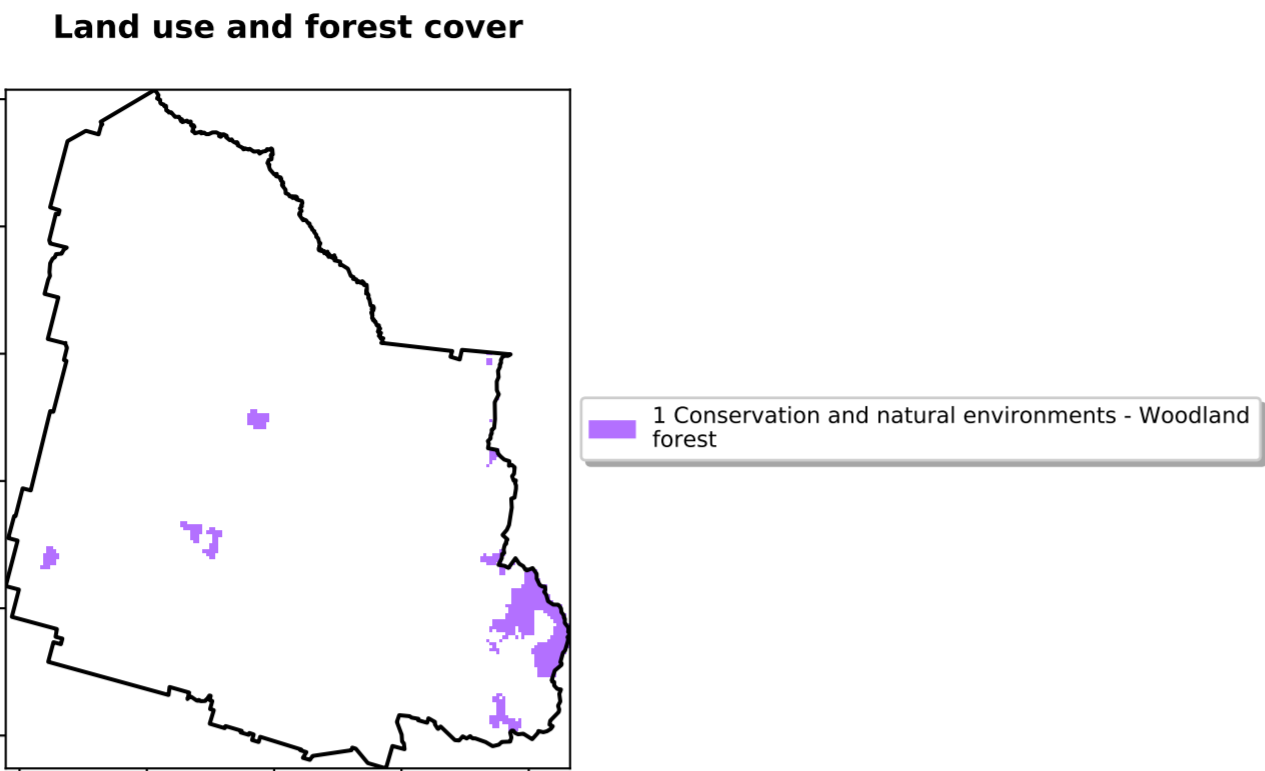 Land use and forest cover
1 Conservation and natural environments - Woodland
forest